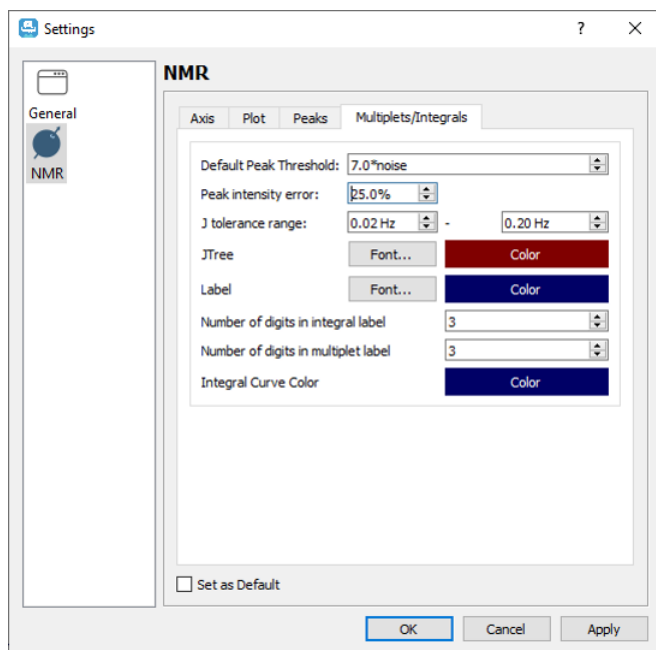 Settings
?
General
NMR
NMR
Axis Plot Peaks Multiplets/Integrals
Default Peak Threshold: 7.0*noise
Peak intensity error: 25.0%
J tolerance range: 0.02 Hz - 0.20 Hz
JTree Font... Color
Label Font... Color
Number of digits in integral label 3
Number of digits in multiplet label 3
Integral Curve Color Color
Set as Default
OK Cancel Apply